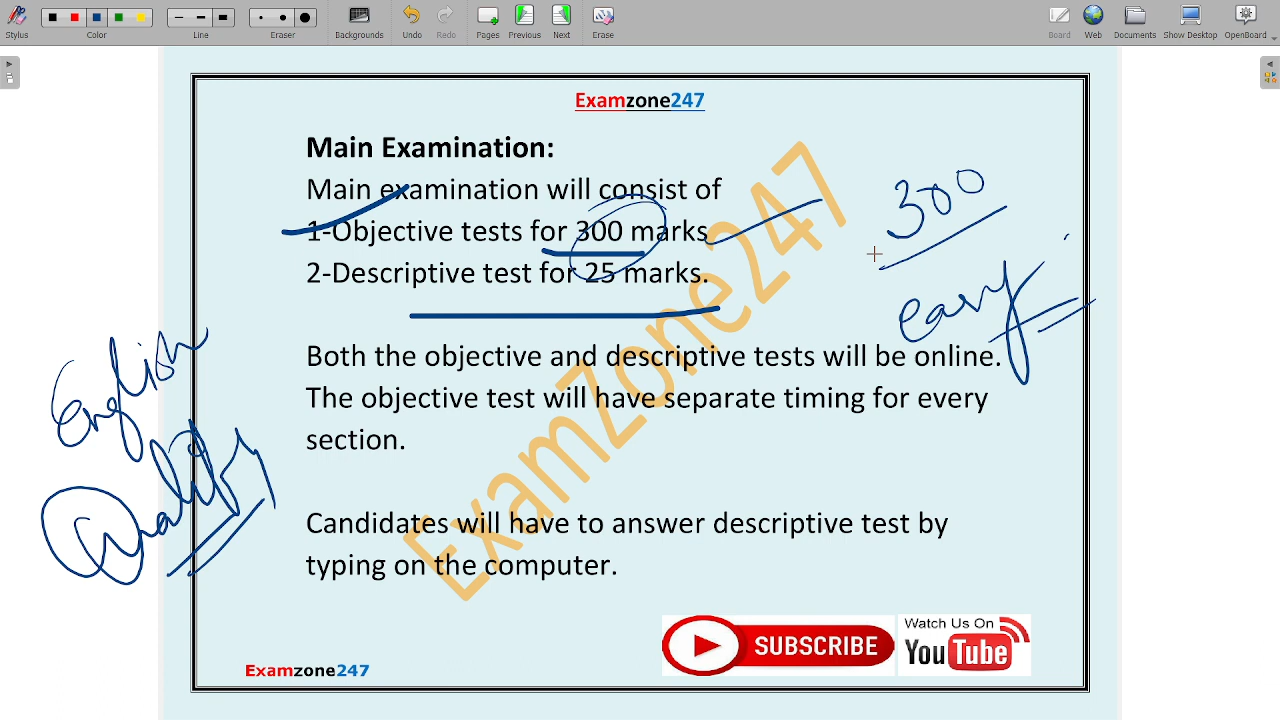 Stylus
Color
Line
Eraser
Backgrounds
Undo
Redo
Pages
Previous
Next
Erase
Board
Web
Documents
Show Desktop
OpenBoard
Examzone247
Main Examination:
Main examination will consist of
1-Objective tests for 300 marks
2-Descriptive test for 25 marks.
300
easy
Both the objective and descriptive tests will be online.
The objective test will have separate timing for every
section.
English
Qualify
Candidates will have to answer descriptive test by
typing on the computer.
ExamZone247
SUBSCRIBE
Watch Us On
YouTube
Examzone247